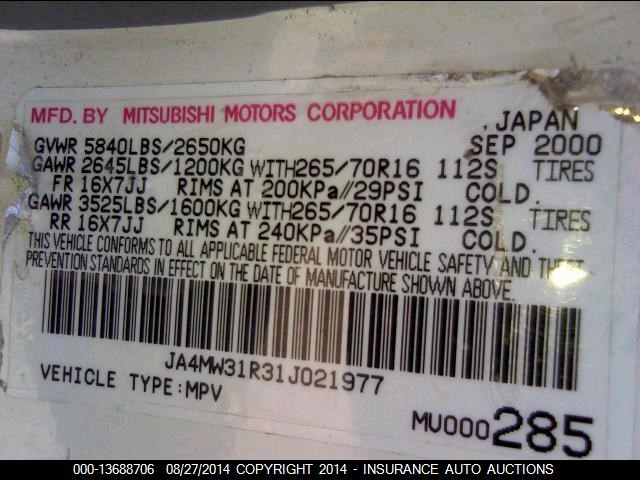 MFD. BY MITSUBISHI MOTORS CORPORATION , JAPAN
GVWR 5840LBS/2650KG SEP 2000
GAWR 2645LBS/1200KG WITH265/70R16 112S TIRES
FR 16X7JJ RIMS AT 200KPa//29PSI COLD.
GAWR 3525LBS/1600KG WITH265/70R16 112S TIRES
RR 16X7JJ RIMS AT 240KPa//35PSI COLD.
THIS VEHICLE CONFORMS TO ALL APPLICABLE FEDERAL MOTOR VEHICLE SAFETY AND THEFT
PREVENTION STANDARDS IN EFFECT ON THE DATE OF MANUFACTURE SHOWN ABOVE.
JA4MW31R31J021977
VEHICLE TYPE:MPV
MV000285
000-13688706 08/27/2014 COPYRIGHT 2014 - INSURANCE AUTO AUCTIONS